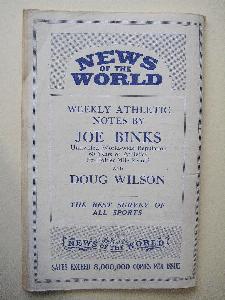 NEWS
OF THE
WORLD
WEEKLY ATHLETIC
NOTES BY
JOE BINKS
DOUG WILSON
THE BEST SURVEY OF
ALL SPORTS
NEWS OF THE WORLD
SALES EXCEED 8,000,000 COPIES PER ISSUE